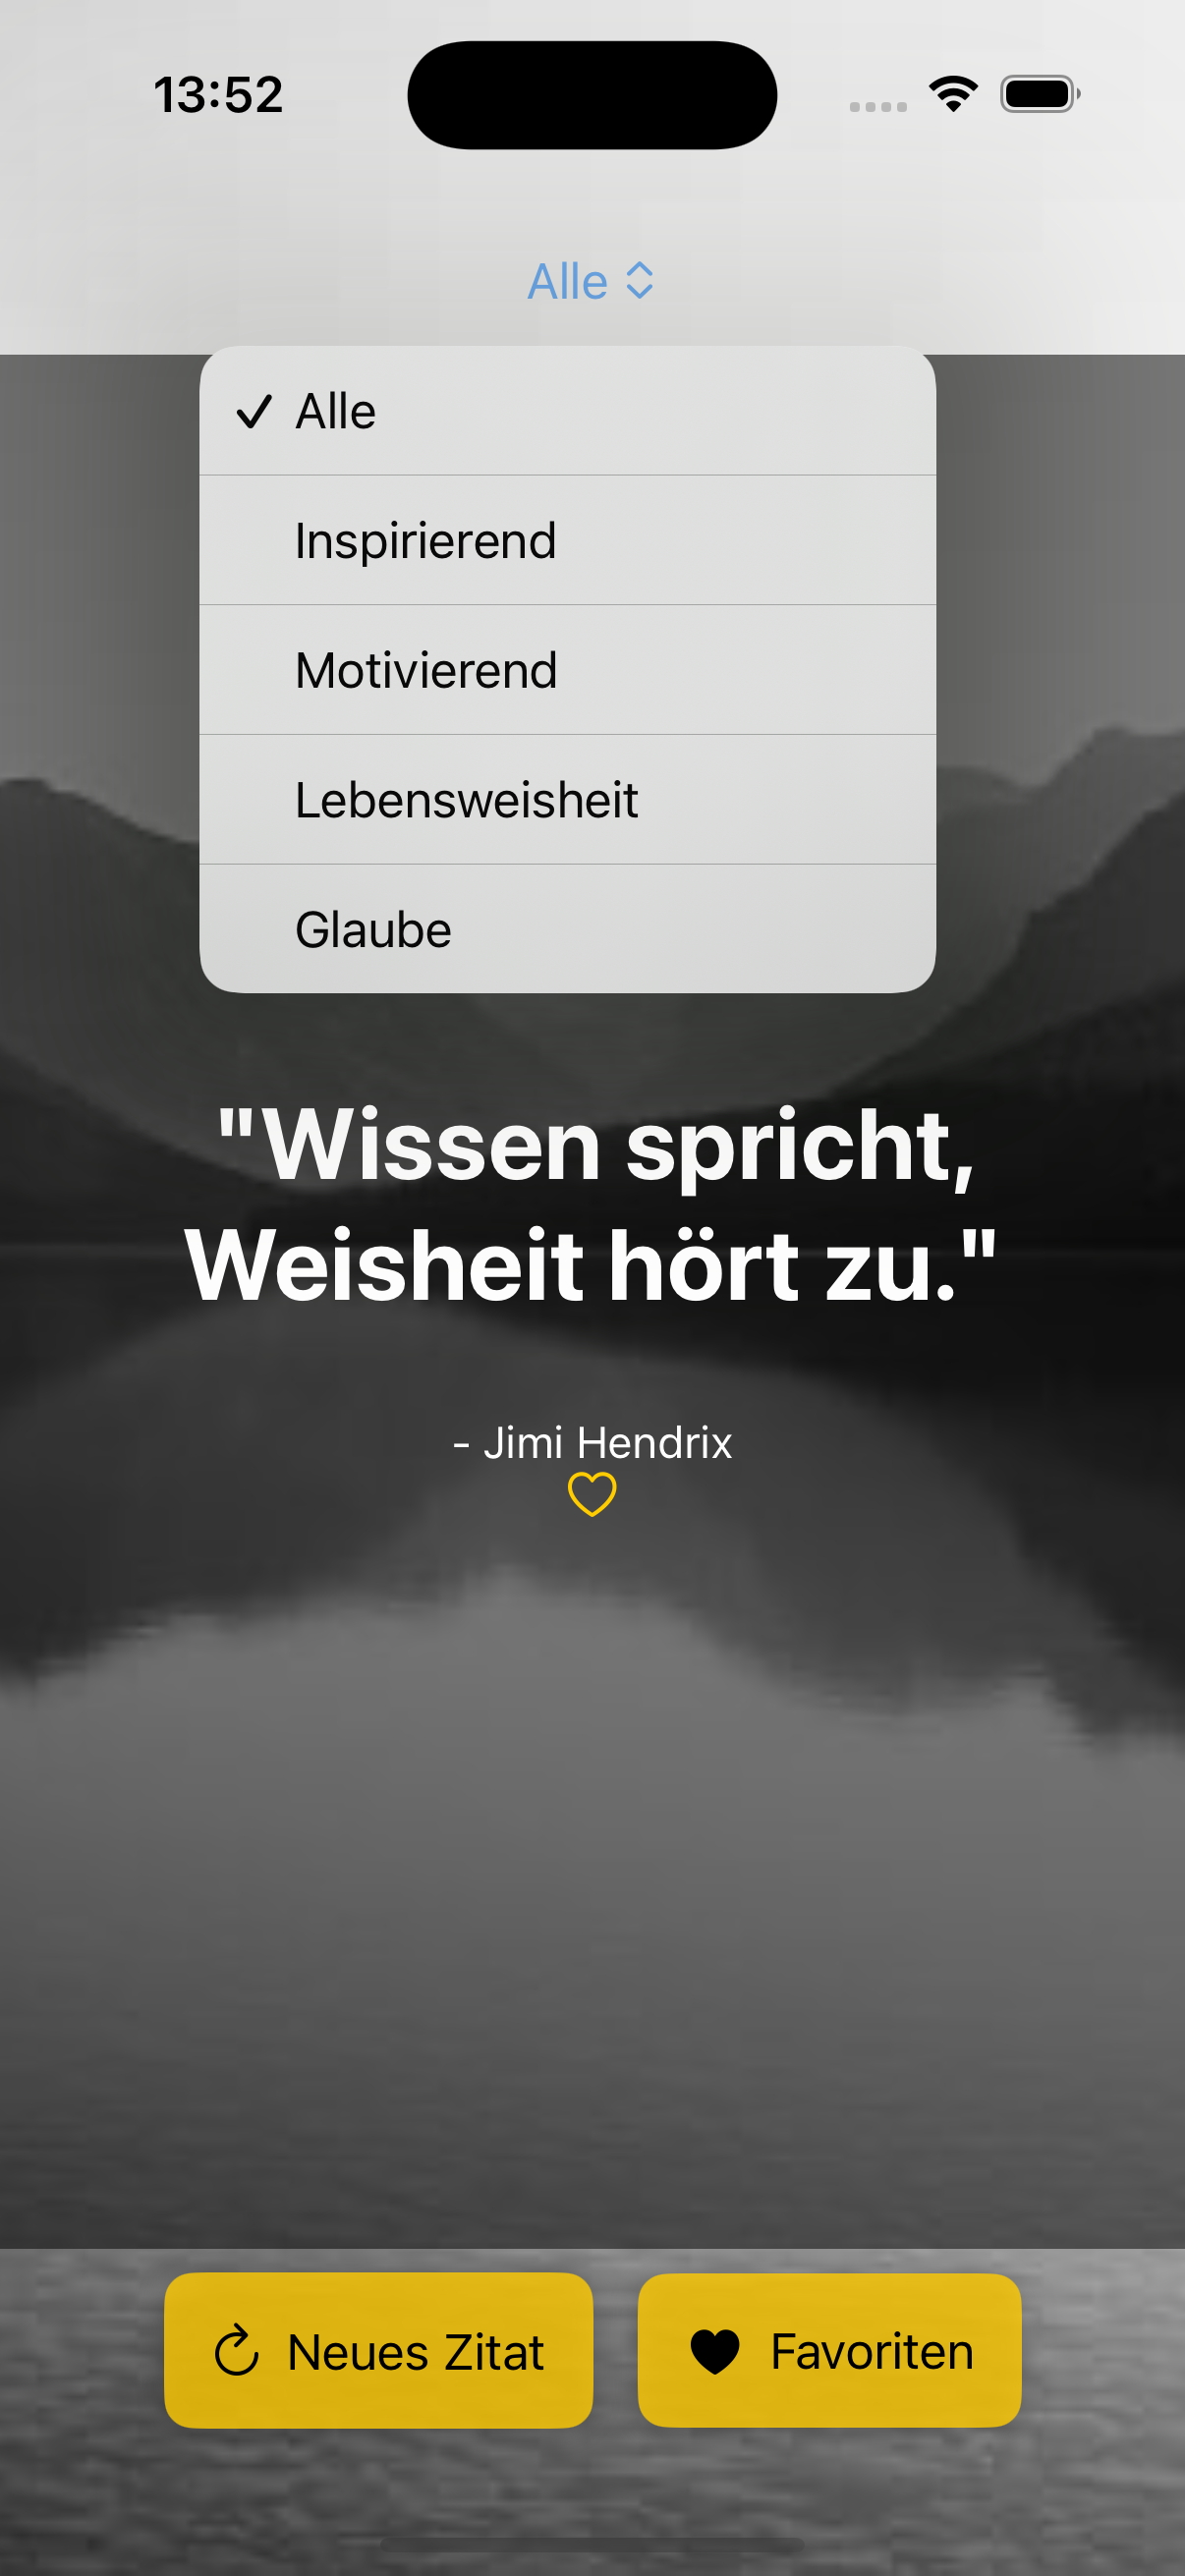 13:52
Alle
Alle
Inspirierend
Motivierend
Lebensweisheit
Glaube
"Wissen spricht,
Weisheit hört zu."
- Jimi Hendrix
Neues Zitat
Favoriten